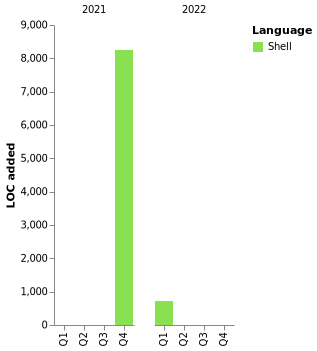 2021 2022
Language
Shell
LOC added
9,000
8,000
7,000
6,000
5,000
4,000
3,000
2,000
1,000
0
Q1 Q2 Q3 Q4 Q1 Q2 Q3 Q4